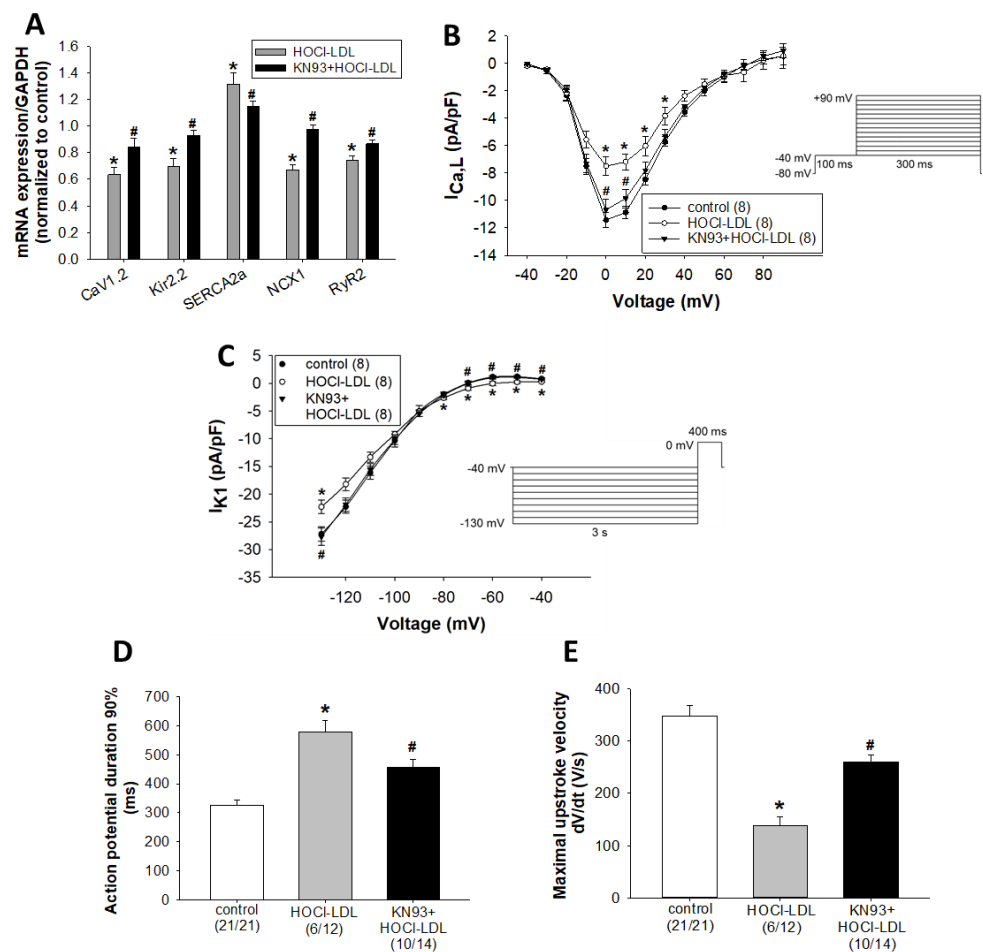 A
mRNA expression/GAPDH
(normalized to control)
1.6
1.4
1.2
1.0
0.8
0.6
0.4
0.2
0.0
HOCl-LDL
KN93+HOCl-LDL
* # * # * # * # * #
CaV1.2 Kir2.2 SERCA2a NCX1 RyR2
B
I Ca,L (pA/pF)
2
0
-2
-4
-6
-8
-10
-12
-14
* * * *
# #
control (8)
HOCl-LDL (8)
KN93+HOCl-LDL (8)
-40 -20 0 20 40 60 80
Voltage (mV)
+90 mV
-40 mV
-80 mV
100 ms 300 ms
C
I K1 (pA/pF)
5
0
-5
-10
-15
-20
-25
-30
-35
control (8)
HOCl-LDL (8)
KN93+
HOCl-LDL (8)
# # # #
* * * * *
*
#
-120 -100 -80 -60 -40
Voltage (mV)
400 ms
0 mV
-40 mV
-130 mV
3 s
D
Action potential duration 90%
(ms)
700
600
500
400
300
200
100
0
*
#
control
(21/21)
HOCl-LDL
(6/12)
KN93+
HOCl-LDL
(10/14)
E
Maximal upstroke velocity
dV/dt (V/s)
400
300
200
100
0
*
#
control
(21/21)
HOCl-LDL
(6/12)
KN93+
HOCl-LDL
(10/14)